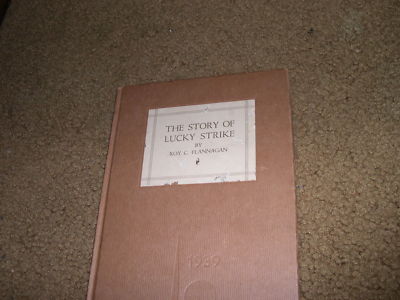 THE STORY OF
LUCKY STRIKE
BY
ROY C. FLANNAGAN
1939